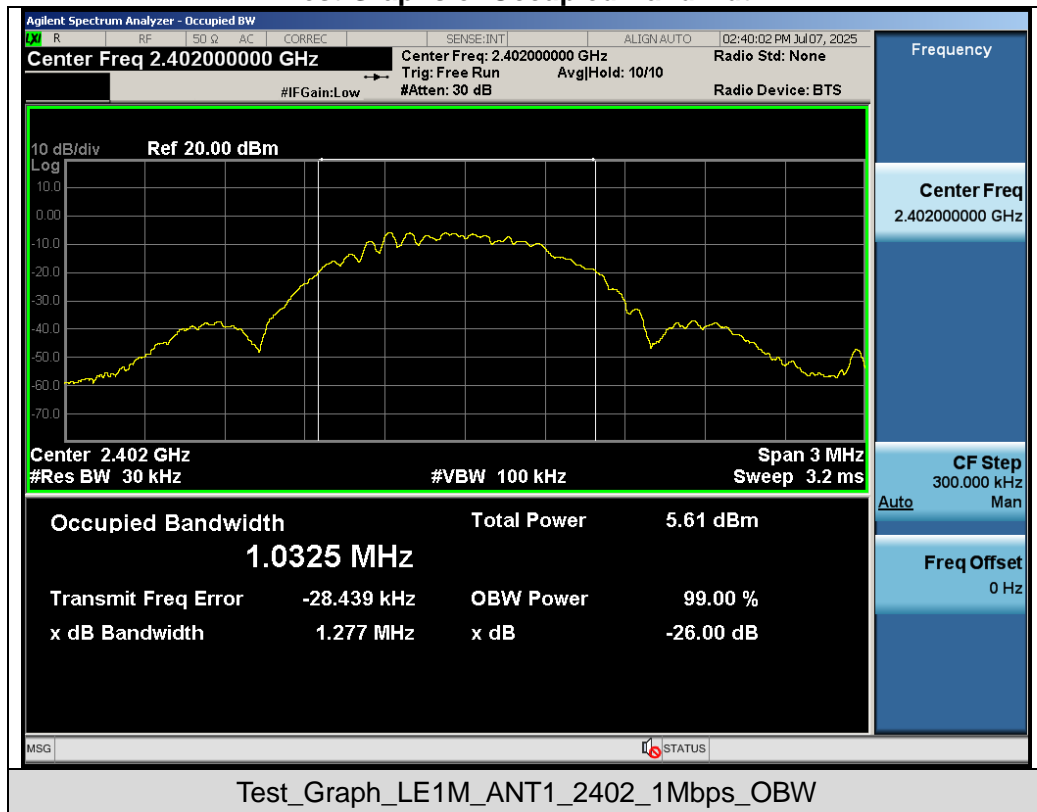 Agilent Spectrum Analyzer - Occupied BW
LXI R RF 50 Ω AC CORREC SENSE:INT ALIGN AUTO 02:40:02 PM Jul 07, 2025
Center Freq 2.402000000 GHz
Center Freq: 2.402000000 GHz Radio Std: None
Trig: Free Run Avg|Hold: 10/10
#IFGain:Low #Atten: 30 dB Radio Device: BTS
Frequency
10 dB/div Ref 20.00 dBm
Log
10.0
0.00
-10.0
-20.0
-30.0
-40.0
-50.0
-60.0
-70.0
Center 2.402 GHz Span 3 MHz
#Res BW 30 kHz #VBW 100 kHz Sweep 3.2 ms
Center Freq
2.402000000 GHz
CF Step
300.000 kHz
Auto Man
Freq Offset
0 Hz
Occupied Bandwidth Total Power 5.61 dBm
1.0325 MHz
Transmit Freq Error -28.439 kHz OBW Power 99.00 %
x dB Bandwidth 1.277 MHz x dB -26.00 dB
MSG STATUS
Test_Graph_LE1M_ANT1_2402_1Mbps_OBW